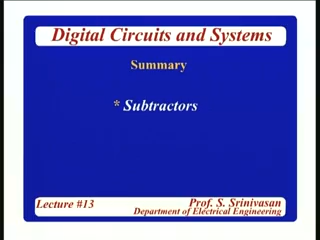 Digital Circuits and Systems
Summary
* Subtractors
Lecture #13
Prof. S. Srinivasan
Department of Electrical Engineering